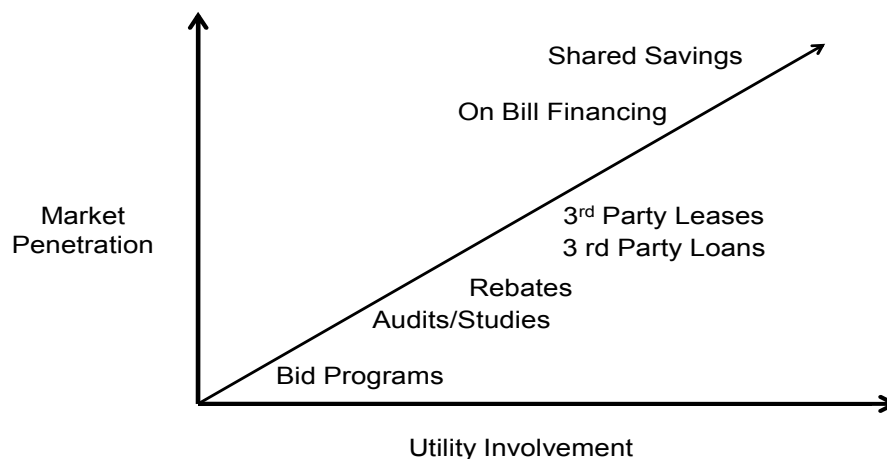 Shared Savings
On Bill Financing
Market
Penetration
3rd Party Leases
3 rd Party Loans
Rebates
Audits/Studies
Bid Programs
Utility Involvement